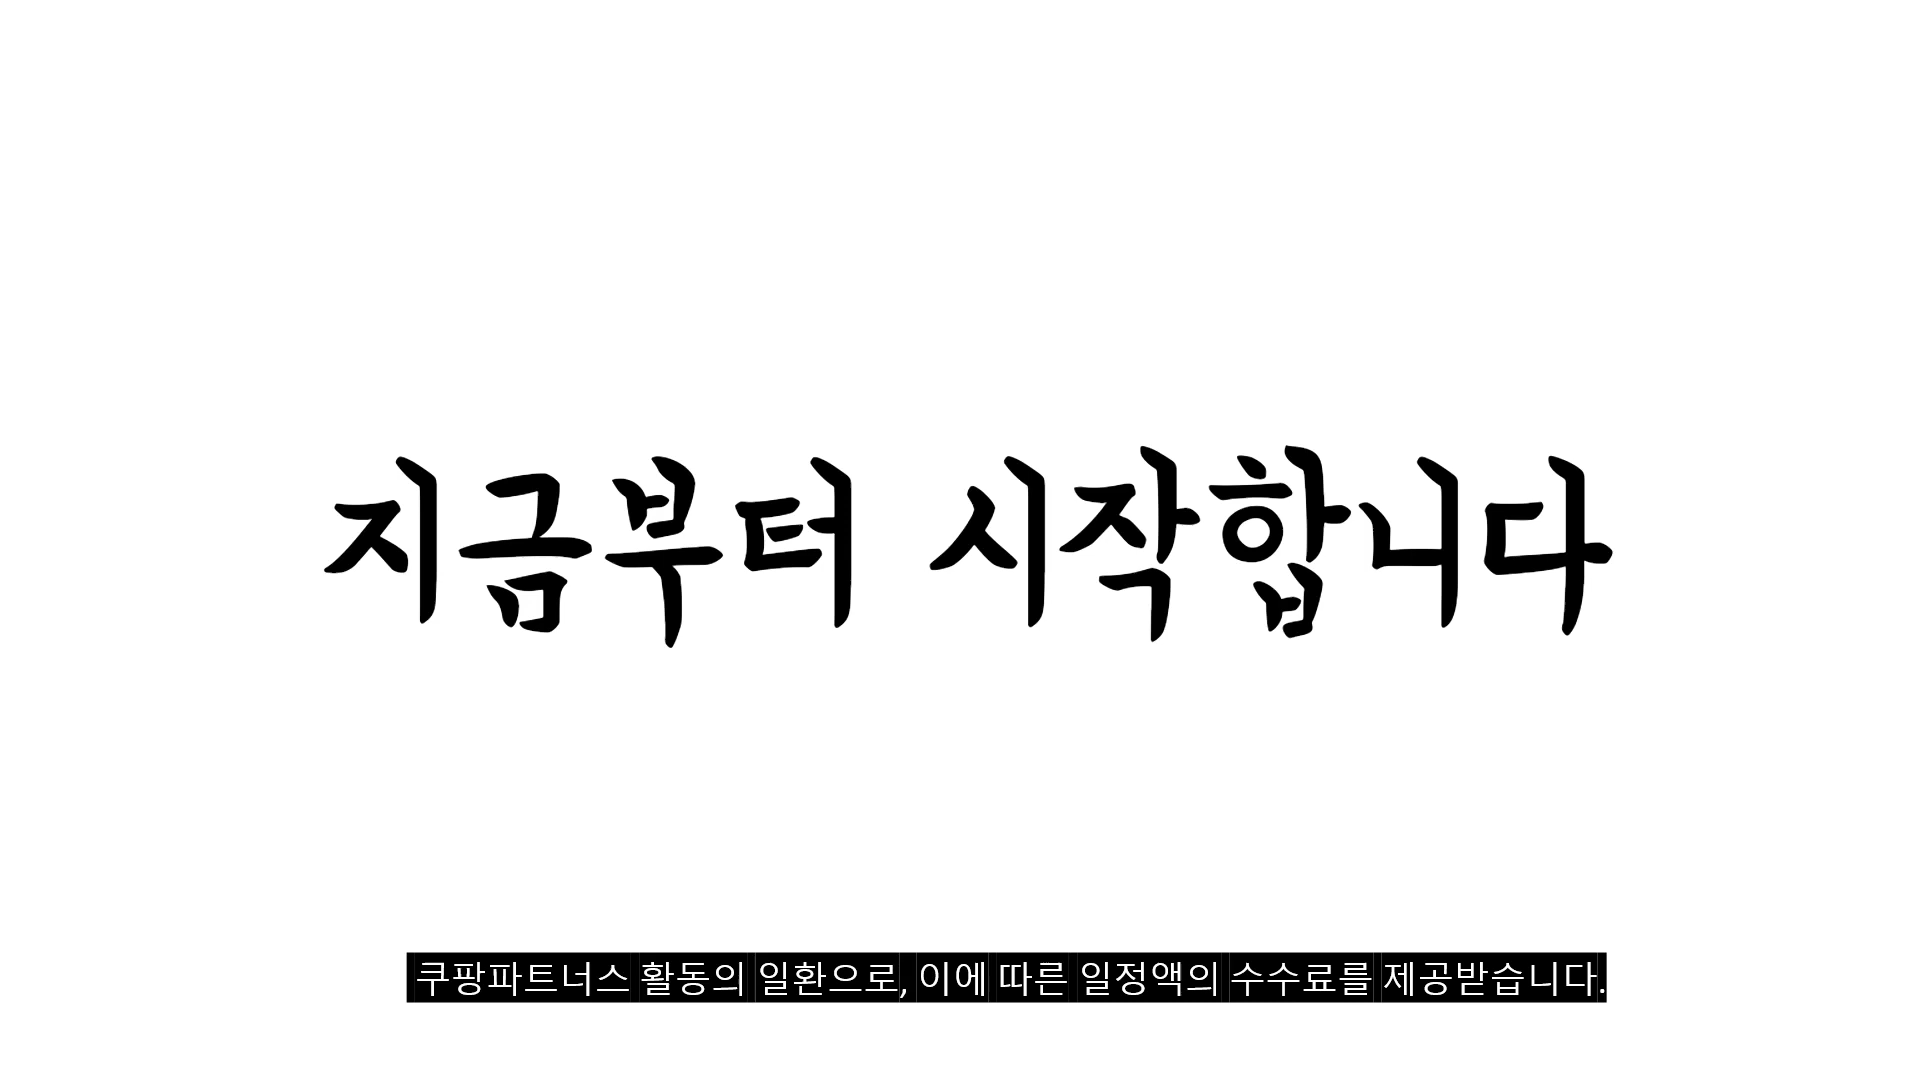 지금부터 시작합니다
쿠팡파트너스 활동의 일환으로, 이에 따른 일정액의 수수료를 제공받습니다.